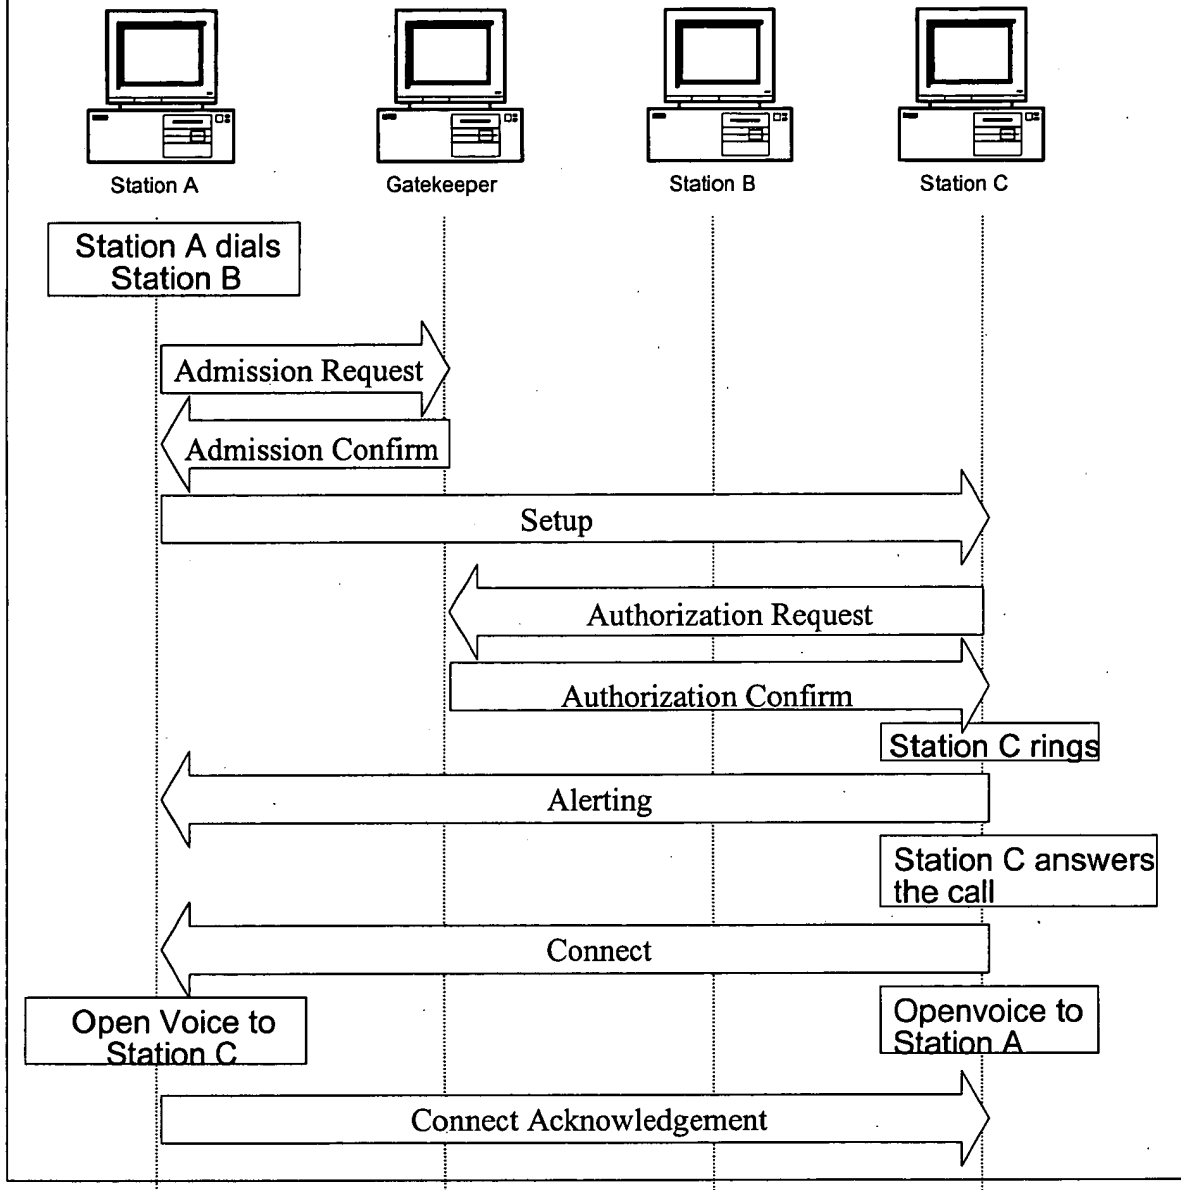 Station A
Gatekeeper
Station B
Station C
Station A dials
Station B
Admission Request
Admission Confirm
Setup
Authorization Request
Authorization Confirm
Station C rings
Alerting
Station C answers
the call
Connect
Open Voice to
Station C
Openvoice to
Station A
Connect Acknowledgement